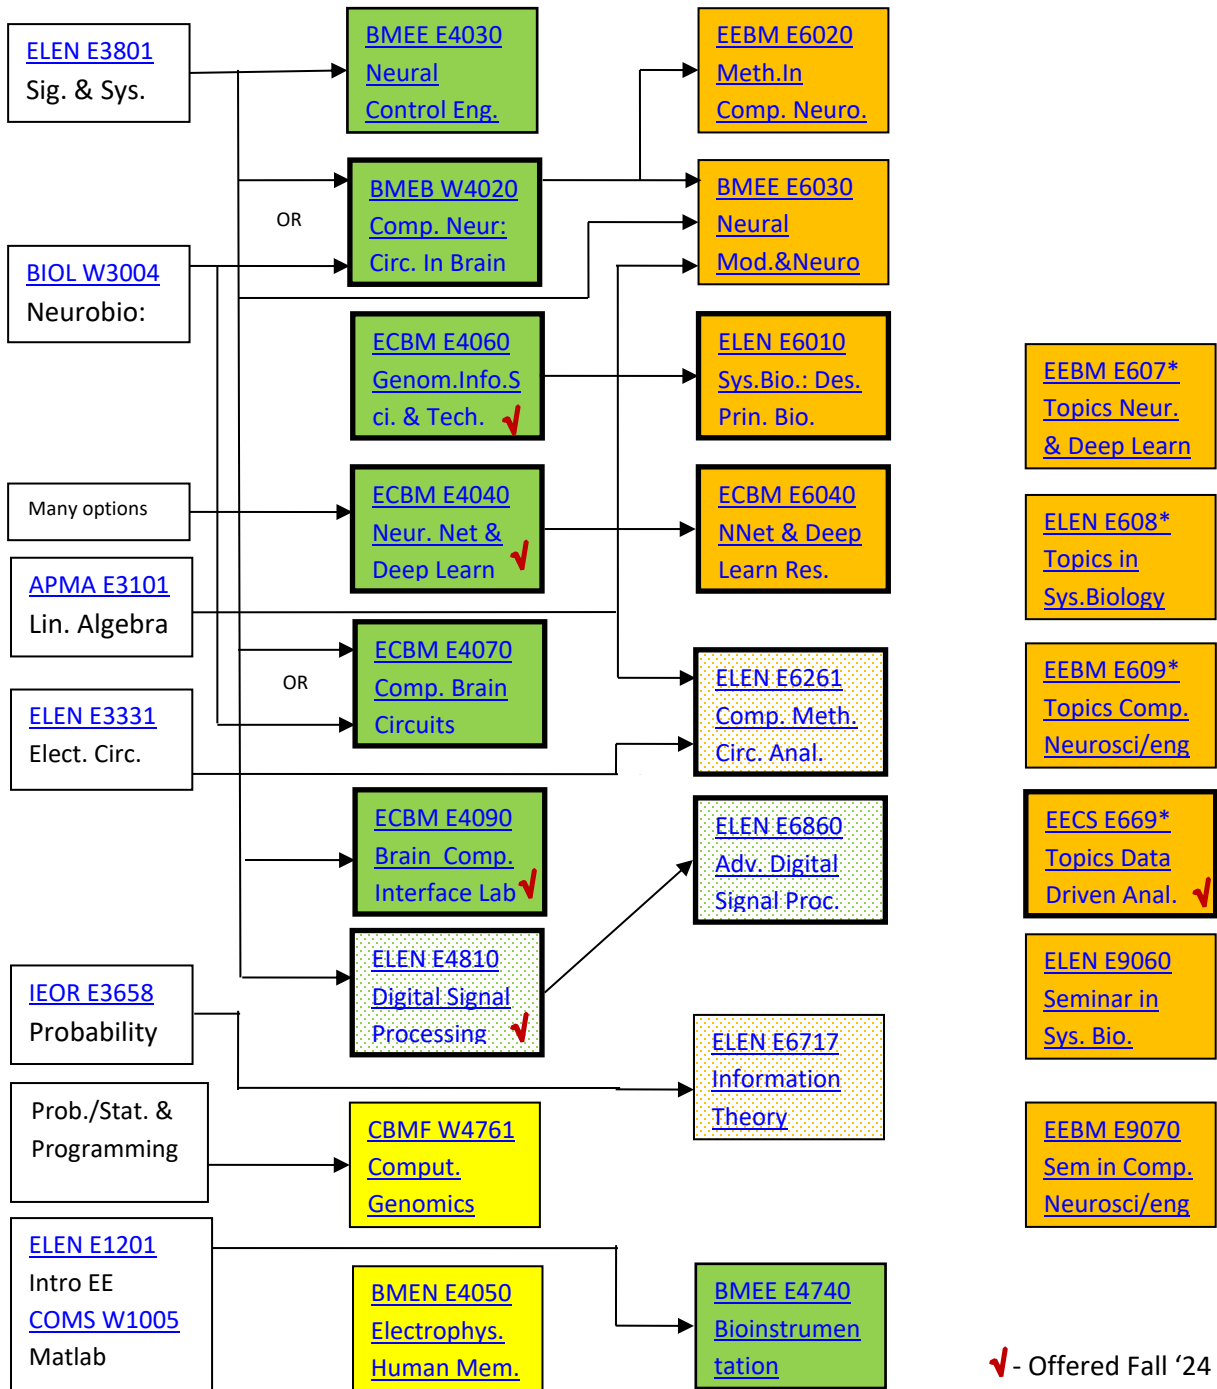 ELEN E3801
Sig. & Sys.
BIOL W3004
Neurobio:
Many options
APMA E3101
Lin. Algebra
ELEN E3331
Elect. Circ.
IEOR E3658
Probability
Prob./Stat. &
Programming
ELEN E1201
Intro EE
COMS W1005
Matlab
OR
OR
BMEE E4030
Neural
Control Eng.
BMEB W4020
Comp. Neur:
Circ. In Brain
ECBM E4060
Genom.Info.S
ci. & Tech. √
ECBM E4040
Neur. Net &
Deep Learn √
ECBM E4070
Comp. Brain
Circuits
ECBM E4090
Brain Comp.
Interface Lab √
ELEN E4810
Digital Signal
Processing √
CBMF W4761
Comput.
Genomics
BMEN E4050
Electrophys.
Human Mem.
EEBM E6020
Meth.In
Comp. Neuro.
BMEE E6030
Neural
Mod.&Neuro
ELEN E6010
Sys.Bio.: Des.
Prin. Bio.
ECBM E6040
NNet & Deep
Learn Res.
ELEN E6261
Comp. Meth.
Circ. Anal.
ELEN E6860
Adv. Digital
Signal Proc.
ELEN E6717
Information
Theory
BMEE E4740
Bioinstrumen
tation
EEBM E607*
Topics Neur.
& Deep Learn
ELEN E608*
Topics in
Sys.Biology
EEBM E609*
Topics Comp.
Neurosci/eng
EECS E669*
Topics Data
Driven Anal. √
ELEN E9060
Seminar in
Sys. Bio.
EEBM E9070
Sem in Comp.
Neurosci/eng
√ - Offered Fall ‘24